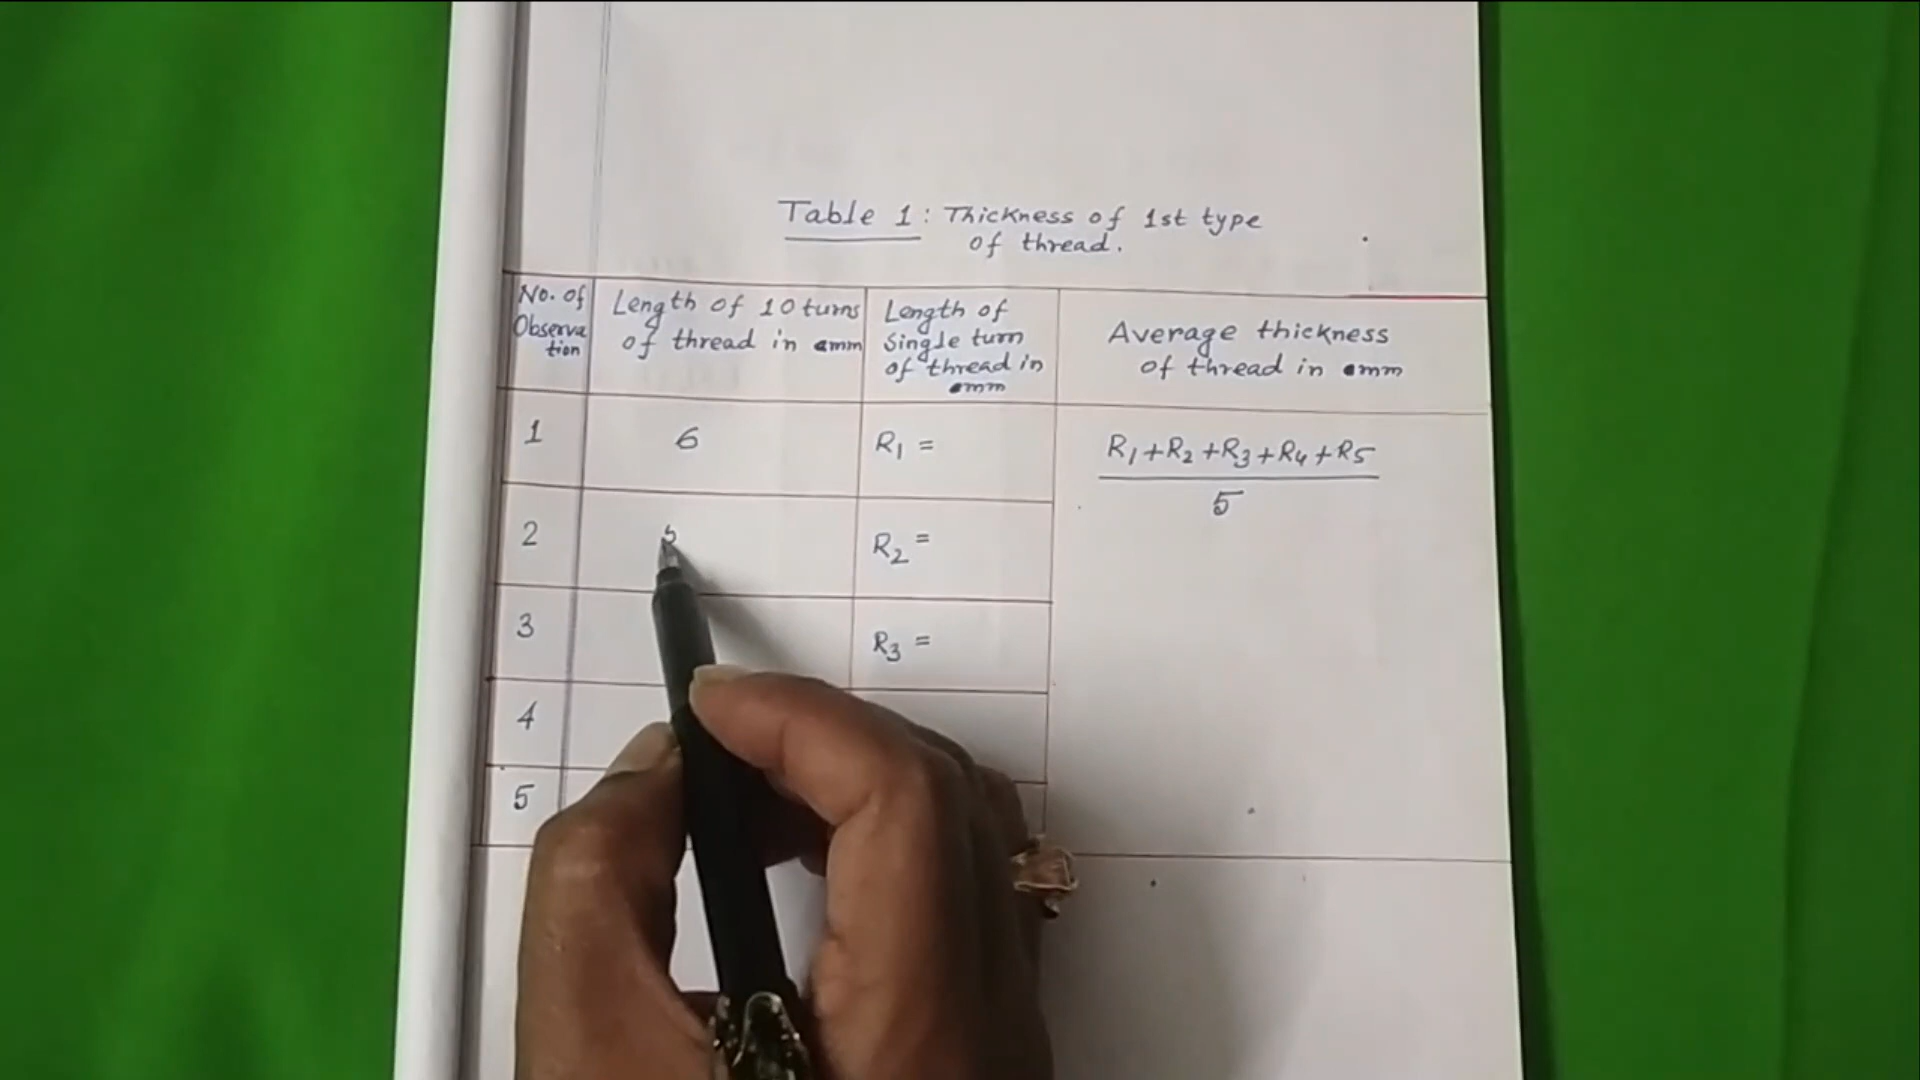 Table 1: Thickness of 1st type
of thread.
No. of
Observa
tion
Length of 10 turns
of thread in mm
Length of
Single turn
of thread in
mm
Average thickness
of thread in mm
1
6
R1 =
R1+R2+R3+R4+R5
5
2
5
R2 =
3
R3 =
4
5